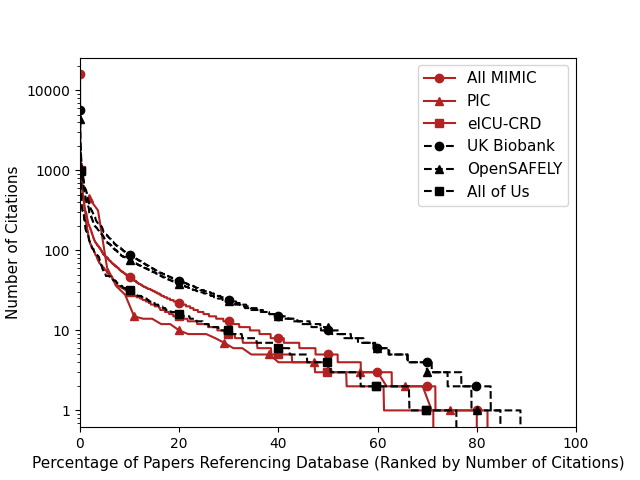 All MIMIC
PIC
eICU-CRD
UK Biobank
OpenSAFELY
All of Us
Number of Citations
10000
1000
100
10
1
0 20 40 60 80 100
Percentage of Papers Referencing Database (Ranked by Number of Citations)